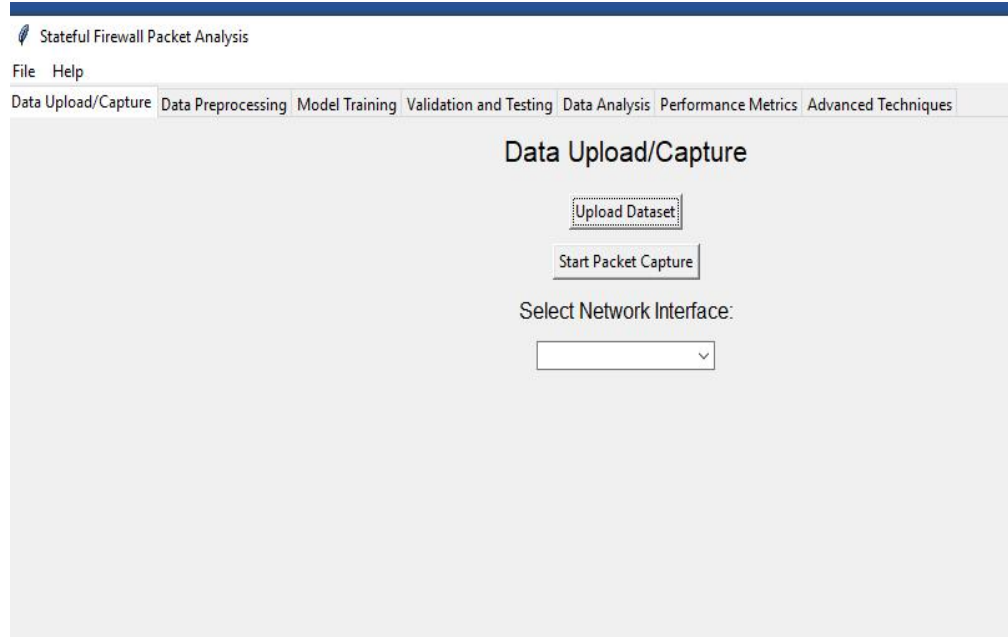 Stateful Firewall Packet Analysis
File Help
Data Upload/Capture Data Preprocessing Model Training Validation and Testing Data Analysis Performance Metrics Advanced Techniques
Data Upload/Capture
Upload Dataset
Start Packet Capture
Select Network Interface: